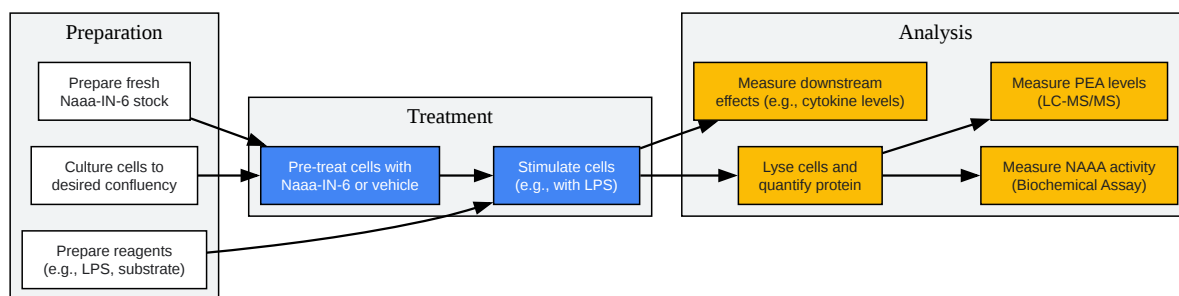 Preparation
Prepare fresh
Naaa-IN-6 stock
Culture cells to
desired confluency
Prepare reagents
(e.g., LPS, substrate)
Treatment
Pre-treat cells with
Naaa-IN-6 or vehicle
Stimulate cells
(e.g., with LPS)
Analysis
Measure downstream
effects (e.g., cytokine levels)
Lyse cells and
quantify protein
Measure PEA levels
(LC-MS/MS)
Measure NAAA activity
(Biochemical Assay)